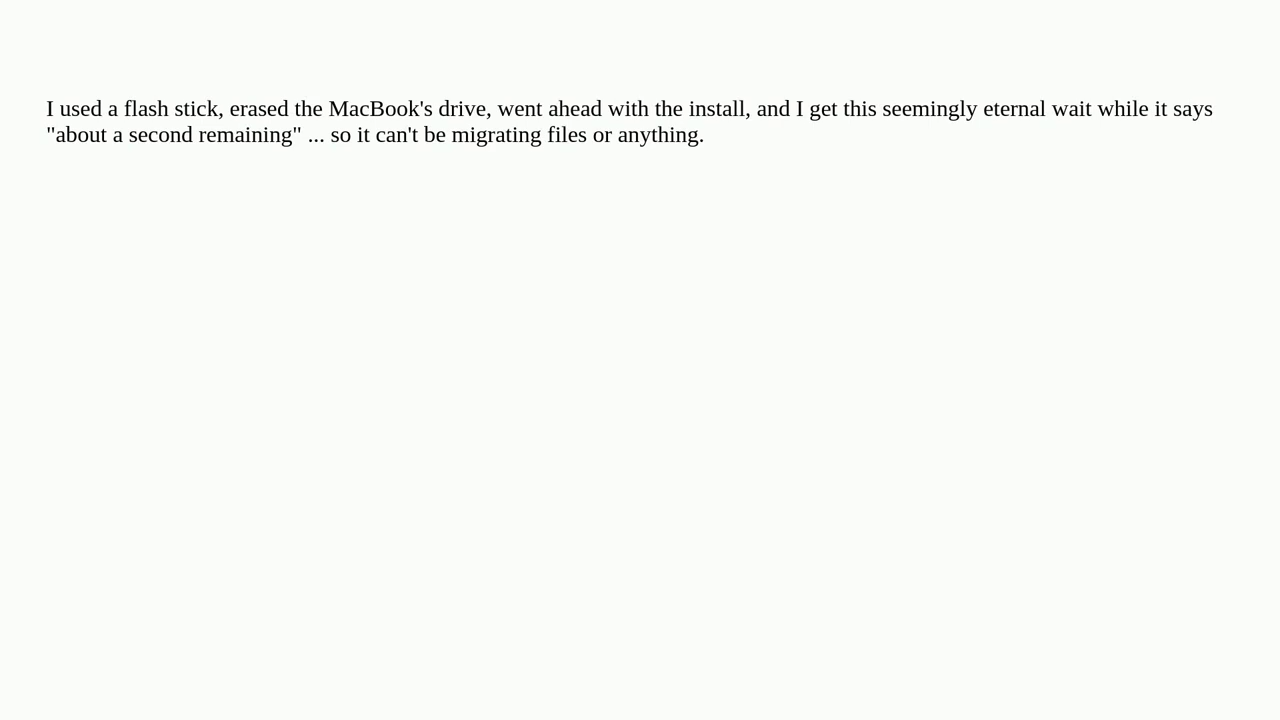 I used a flash stick, erased the MacBook's drive, went ahead with the install, and I get this seemingly eternal wait while it says
"about a second remaining" ... so it can't be migrating files or anything.